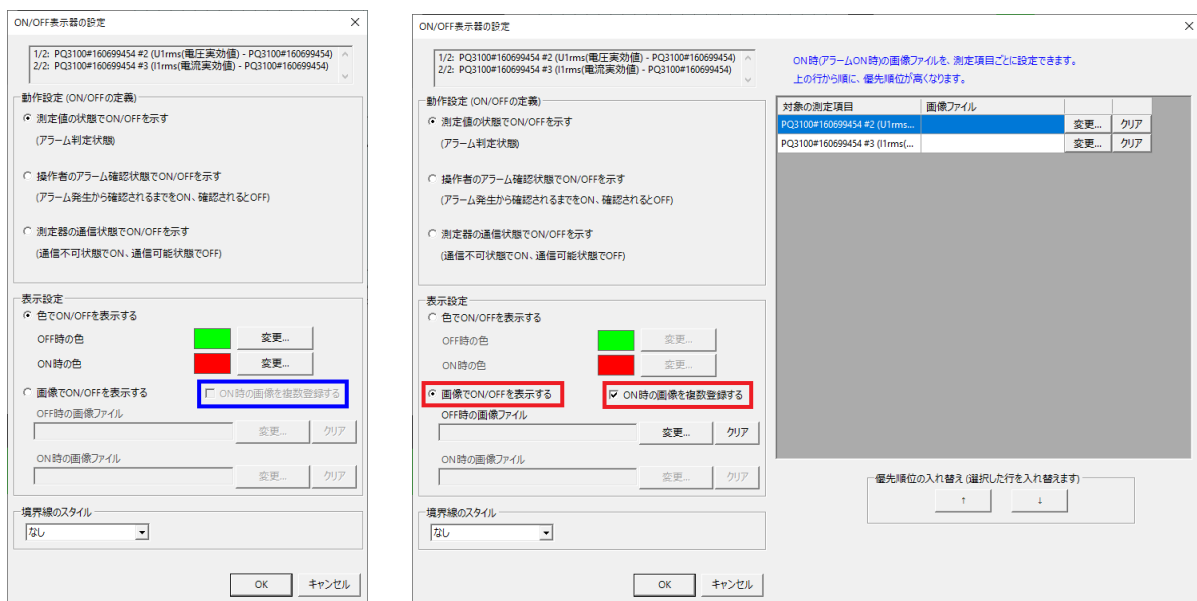 ON/OFF表示器の設定
1/2: PQ3100#160699454 #2 (U1rms(電圧実効値) - PQ3100#160699454)
2/2: PQ3100#160699454 #3 (I1rms(電流実効値) - PQ3100#160699454)
動作設定 (ON/OFFの定義)
測定値の状態でON/OFFを示す
(アラーム判定状態)
操作者のアラーム確認状態でON/OFFを示す
(アラーム発生から確認されるまでをON、確認されるとOFF)
測定器の通信状態でON/OFFを示す
(通信不可状態でON、通信可能状態でOFF)
表示設定
色でON/OFFを表示する
OFF時の色 変更...
ON時の色 変更...
画像でON/OFFを表示する ON時の画像を複数登録する
OFF時の画像ファイル
変更... クリア
ON時の画像ファイル
変更... クリア
境界線のスタイル
なし
OK キャンセル
ON/OFF表示器の設定
1/2: PQ3100#160699454 #2 (U1rms(電圧実効値) - PQ3100#160699454)
2/2: PQ3100#160699454 #3 (I1rms(電流実効値) - PQ3100#160699454)
動作設定 (ON/OFFの定義)
測定値の状態でON/OFFを示す
(アラーム判定状態)
操作者のアラーム確認状態でON/OFFを示す
(アラーム発生から確認されるまでをON、確認されるとOFF)
測定器の通信状態でON/OFFを示す
(通信不可状態でON、通信可能状態でOFF)
表示設定
色でON/OFFを表示する
OFF時の色 変更...
ON時の色 変更...
画像でON/OFFを表示する ON時の画像を複数登録する
OFF時の画像ファイル
変更... クリア
ON時の画像ファイル
変更... クリア
境界線のスタイル
なし
OK キャンセル
ON時(アラームON時)の画像ファイルを、測定項目ごとに設定できます。
上の行から順に、優先順位が高くなります。
対象の測定項目 画像ファイル
PQ3100#160699454 #2 (U1rms... 変更... クリア
PQ3100#160699454 #3 (I1rms(... 変更... クリア
優先順位の入れ替え (選択した行を入れ替えます)
↑ ↓